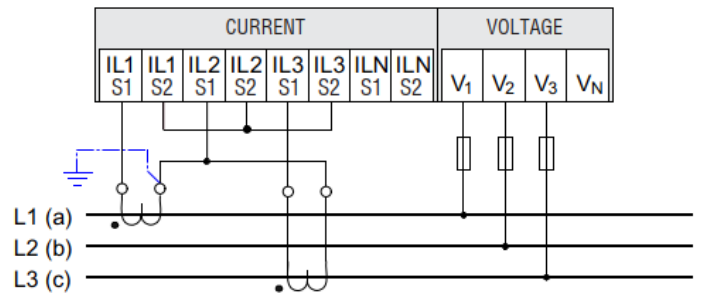 CURRENT VOLTAGE
IL1 IL1 IL2 IL2 IL3 IL3 ILN ILN V1 V2 V3 VN
S1 S2 S1 S2 S1 S2 S1 S2
L1 (a)
L2 (b)
L3 (c)